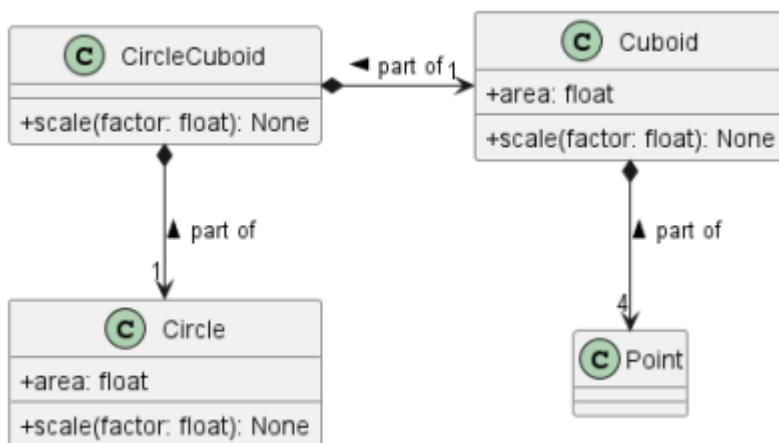 C CircleCuboid
+scale(factor: float): None
◄ part of 1
C Cuboid
+area: float
+scale(factor: float): None
▲ part of
1
C Circle
+area: float
+scale(factor: float): None
▲ part of
4
C Point